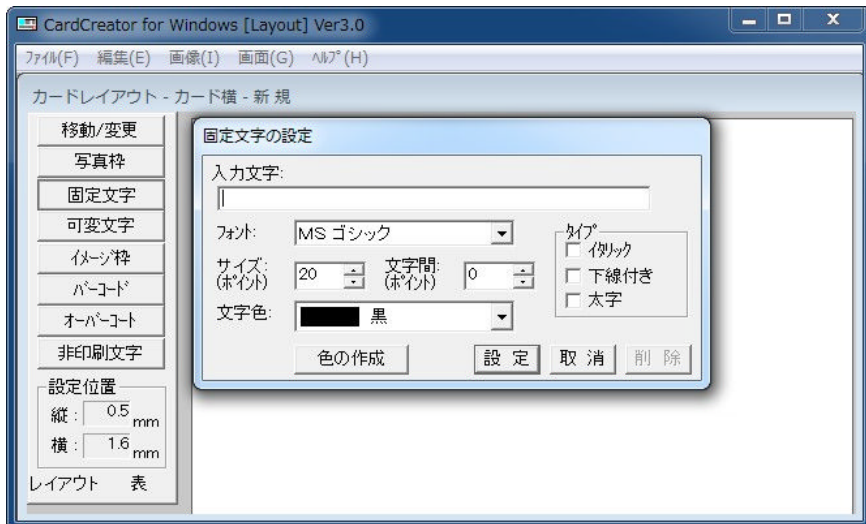 CardCreator for Windows [Layout] Ver3.0
ﾌｧｲﾙ(F) 編集(E) 画像(I) 画面(G) ﾍﾙﾌﾟ(H)
カードレイアウト - カード横 - 新 規
移動/変更
写真枠
固定文字
可変文字
ｲﾒｰｼﾞ枠
ﾊﾞｰｺｰﾄﾞ
ｵｰﾊﾞｰｺｰﾄ
非印刷文字
設定位置
縦: 0.5 mm
横: 1.6 mm
レイアウト 表
固定文字の設定
入力文字:
ﾌｫﾝﾄ: MS ゴシック
サイズ: (ﾎﾟｲﾝﾄ) 20 文字間: (ﾎﾟｲﾝﾄ) 0
文字色: 黒
ﾀｲﾌﾟ
ｲﾀﾘｯｸ
下線付き
太字
色の作成 設 定 取 消 削 除